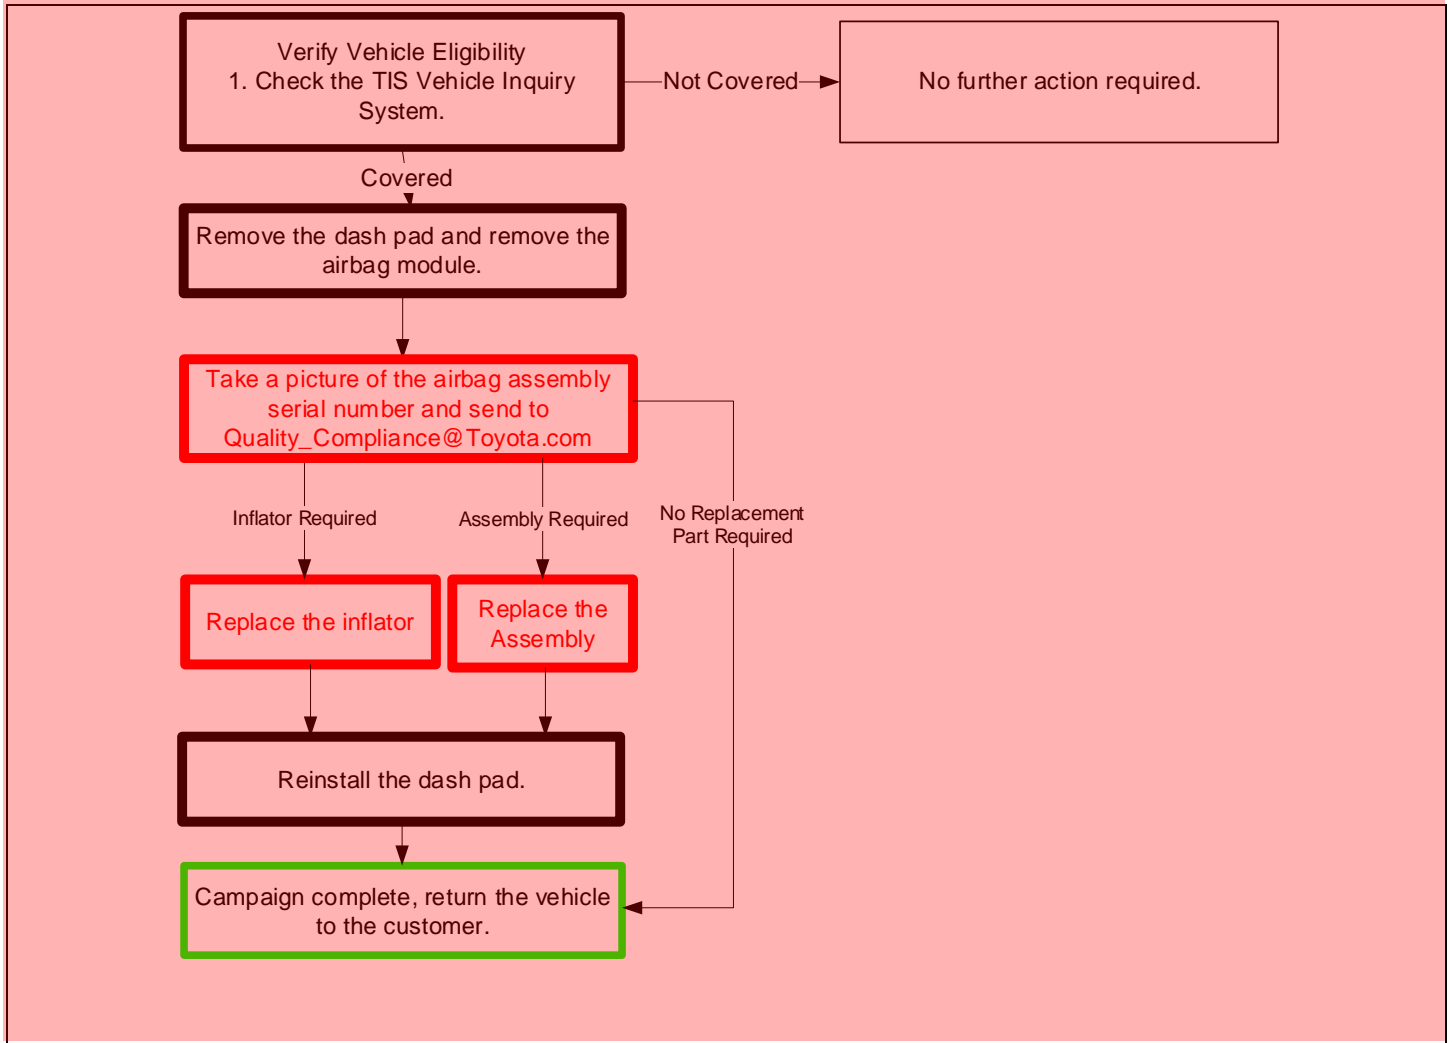 Verify Vehicle Eligibility
1. Check the TIS Vehicle Inquiry
System.
Not Covered
No further action required.
Covered
Remove the dash pad and remove the
airbag module.
Take a picture of the airbag assembly
serial number and send to
Quality_Compliance@Toyota.com
Inflator Required
Assembly Required
No Replacement
Part Required
Replace the inflator
Replace the
Assembly
Reinstall the dash pad.
Campaign complete, return the vehicle
to the customer.